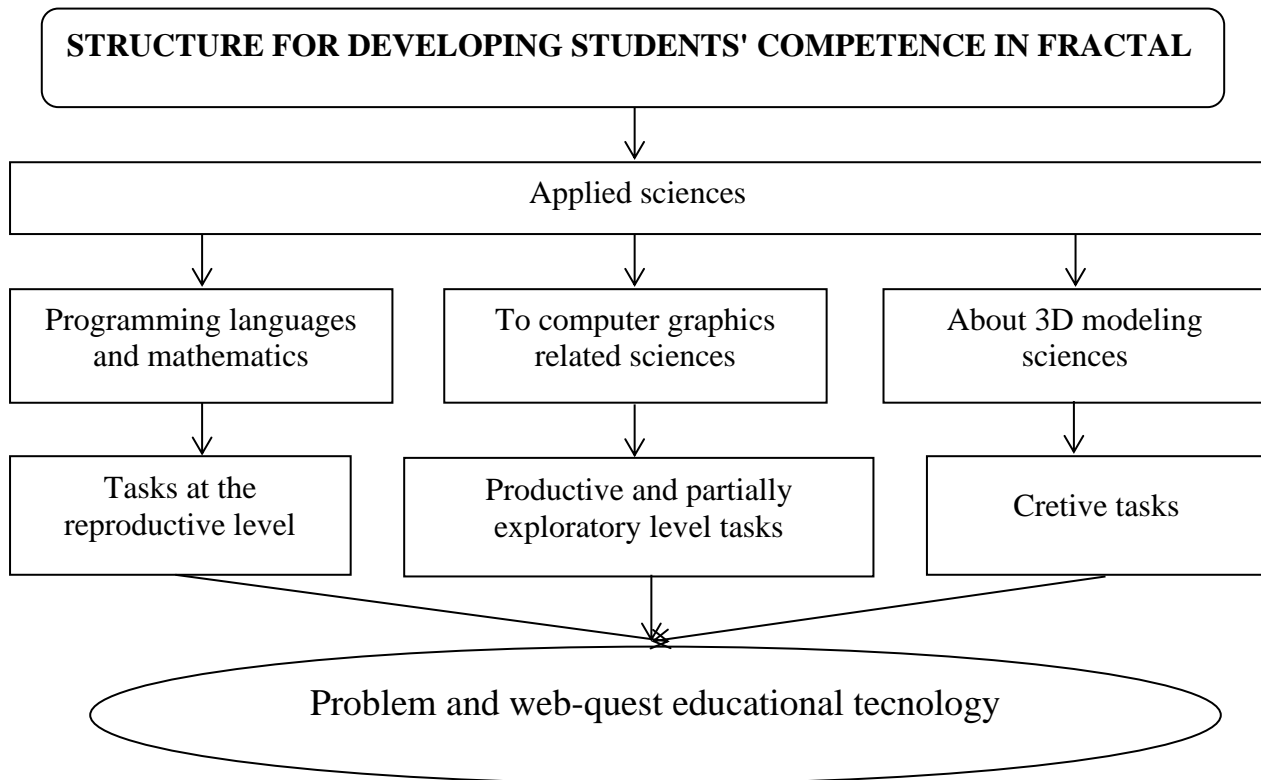 STRUCTURE FOR DEVELOPING STUDENTS' COMPETENCE IN FRACTAL
Applied sciences
Programming languages
and mathematics
To computer graphics
related sciences
About 3D modeling
sciences
Tasks at the
reproductive level
Productive and partially
exploratory level tasks
Cretive tasks
Problem and web-quest educational tecnology